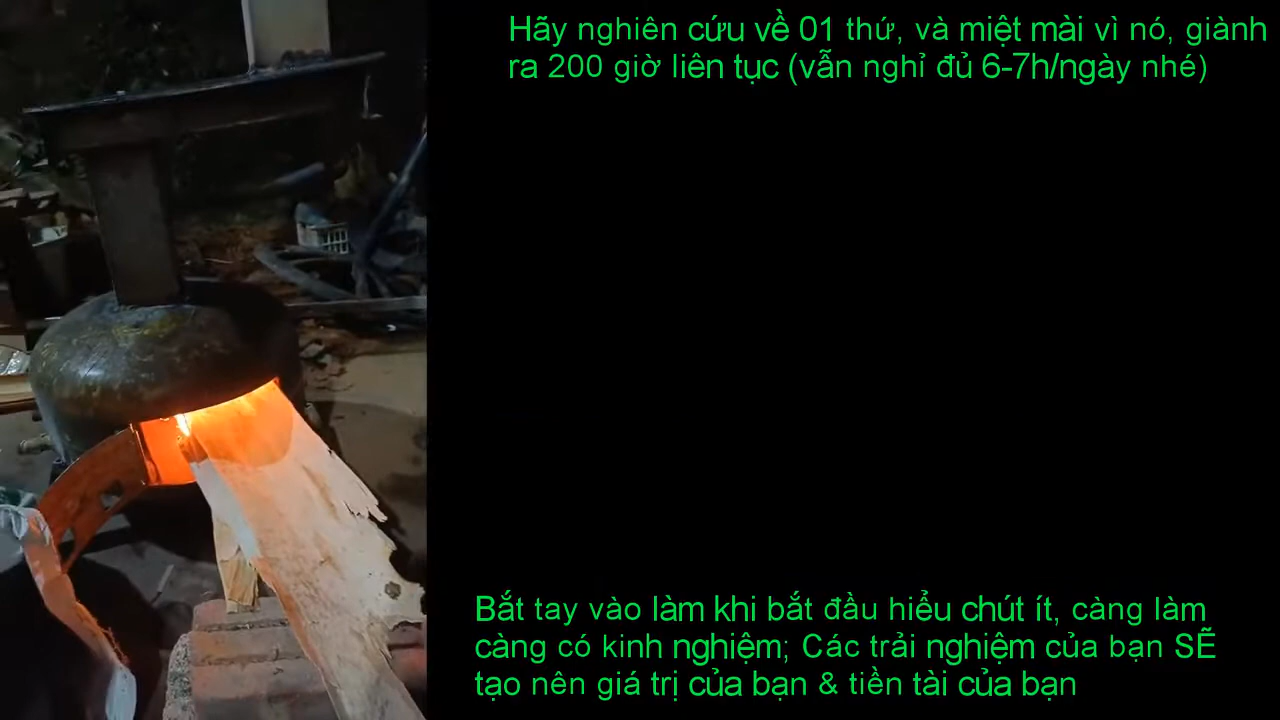 Hãy nghiên cứu về 01 thứ, và miệt mài vì nó, giành
ra 200 giờ liên tục (vẫn nghỉ đủ 6-7h/ngày nhé)
Bắt tay vào làm khi bắt đầu hiểu chút ít, càng làm
càng có kinh nghiệm; Các trải nghiệm của bạn SẼ
tạo nên giá trị của bạn & tiền tài của bạn